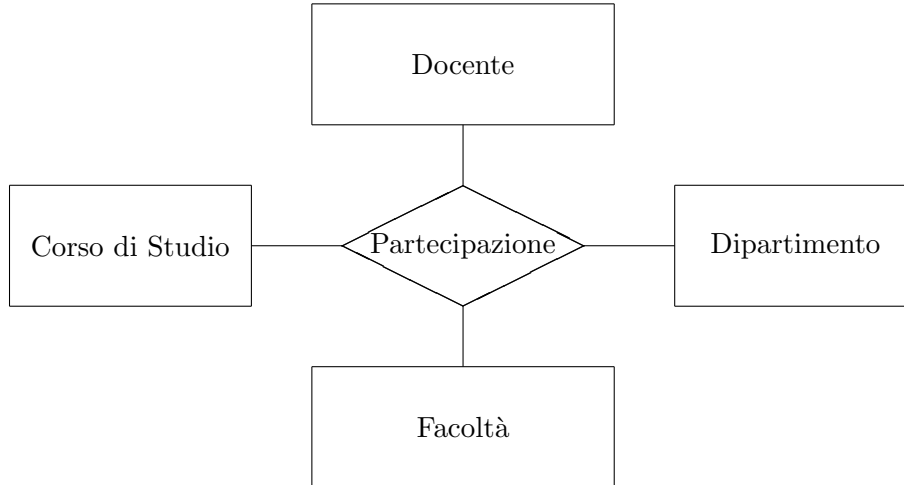 Docente
Corso di Studio
Partecipazione
Dipartimento
Facoltà